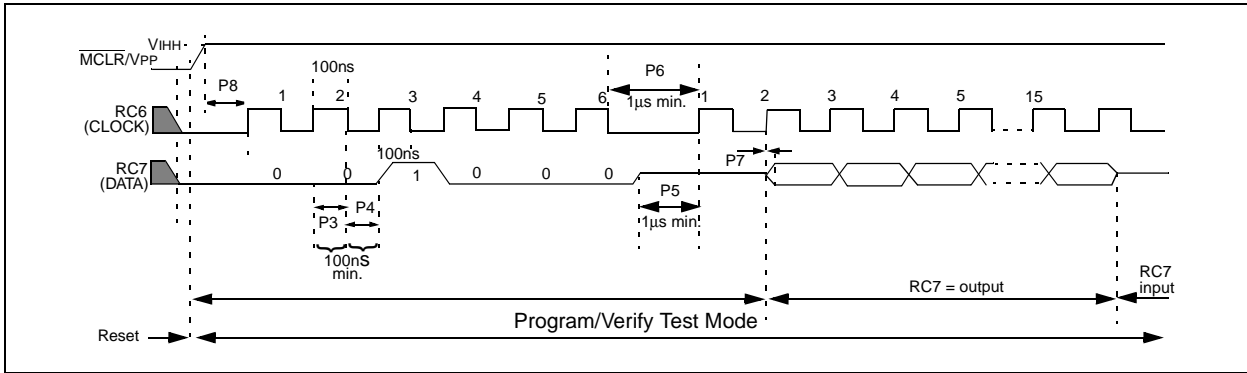 VIHH
MCLR/VPP
100ns
P8
P6
1µs min.
1 2 3 4 5 6 1 2 3 4 5 15
RC6
(CLOCK)
100ns
P7
RC7
(DATA)
0 0 1 0 0 0
P5
1µs min.
P3 P4
100nS
min.
RC7 = output
RC7
input
Program/Verify Test Mode
Reset